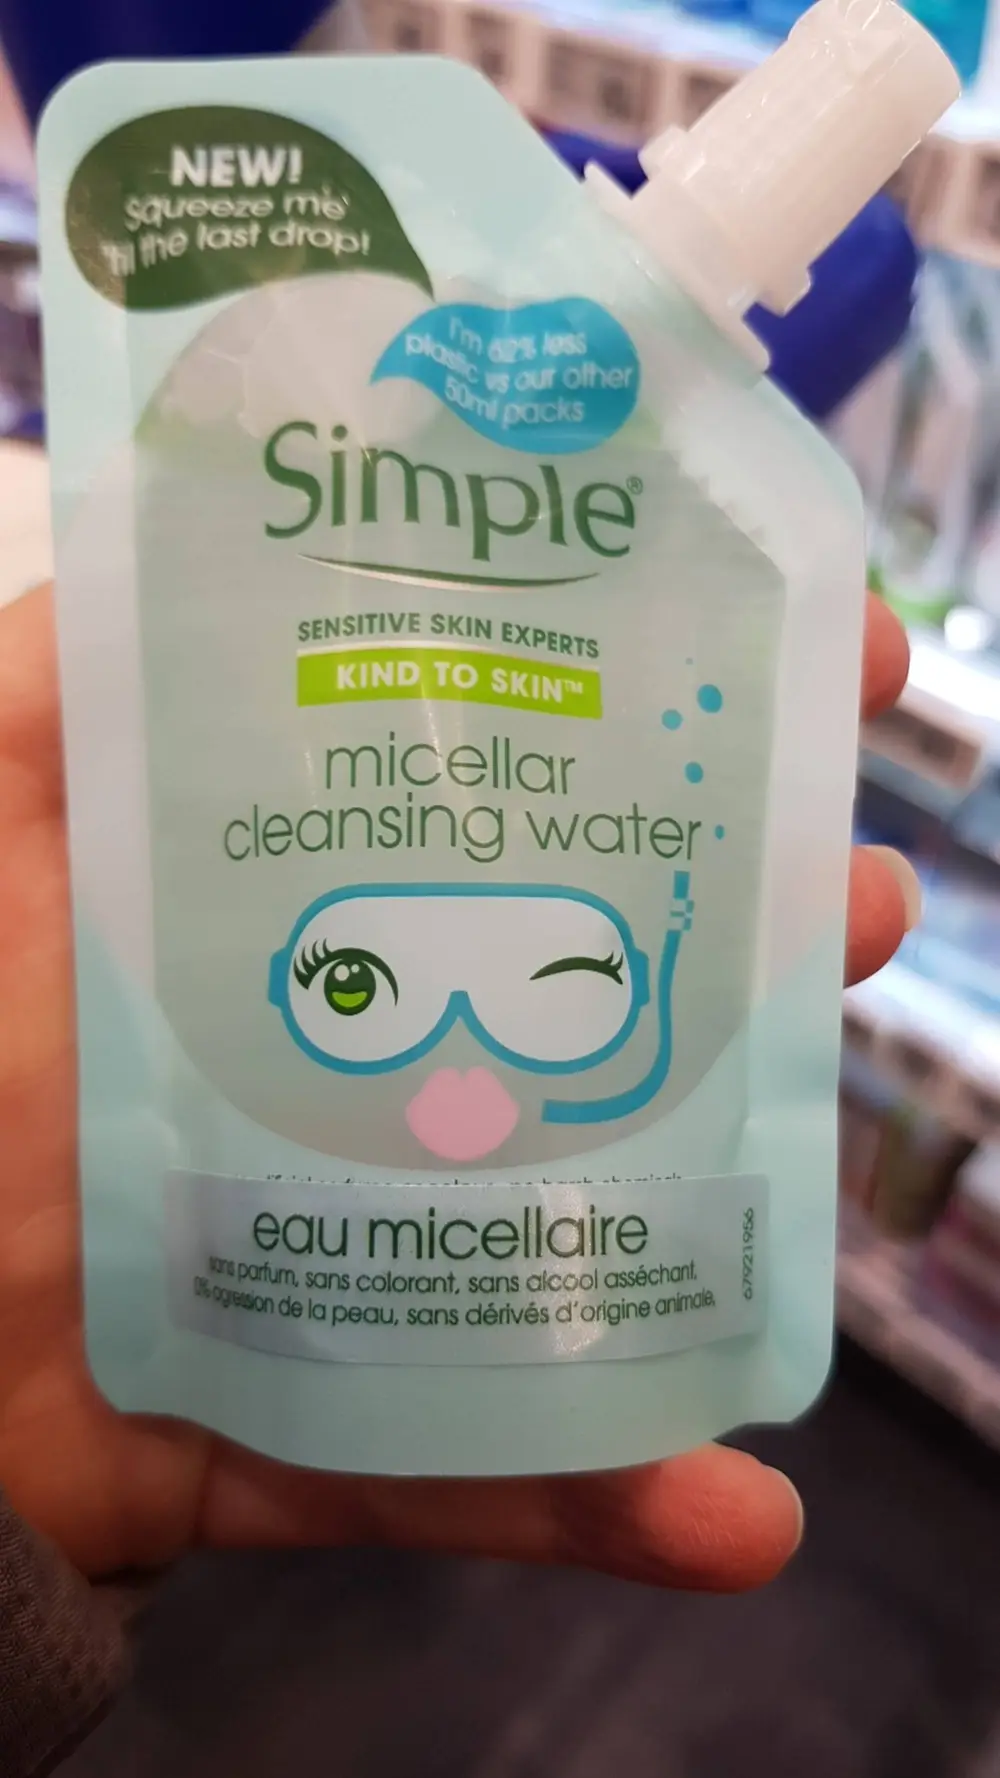 NEW!
squeeze me
'til the last drop!
I'm 62% less
plastic vs our other
50ml packs
Simple®
SENSITIVE SKIN EXPERTS
KIND TO SKIN™
micellar
cleansing water
eau micellaire
sans parfum, sans colorant, sans alcool asséchant,
0% agression de la peau, sans dérivés d'origine animale.
67921956